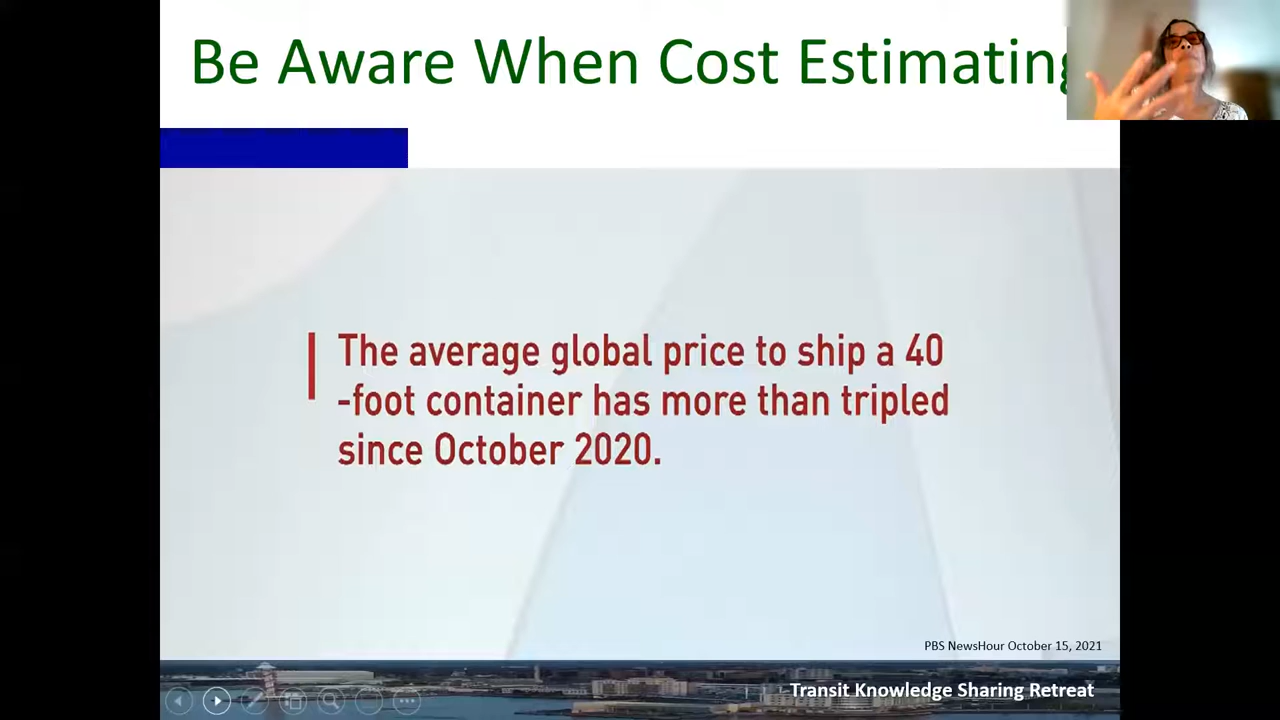 Be Aware When Cost Estimating
The average global price to ship a 40
-foot container has more than tripled
since October 2020.
PBS NewsHour October 15, 2021
Transit Knowledge Sharing Retreat